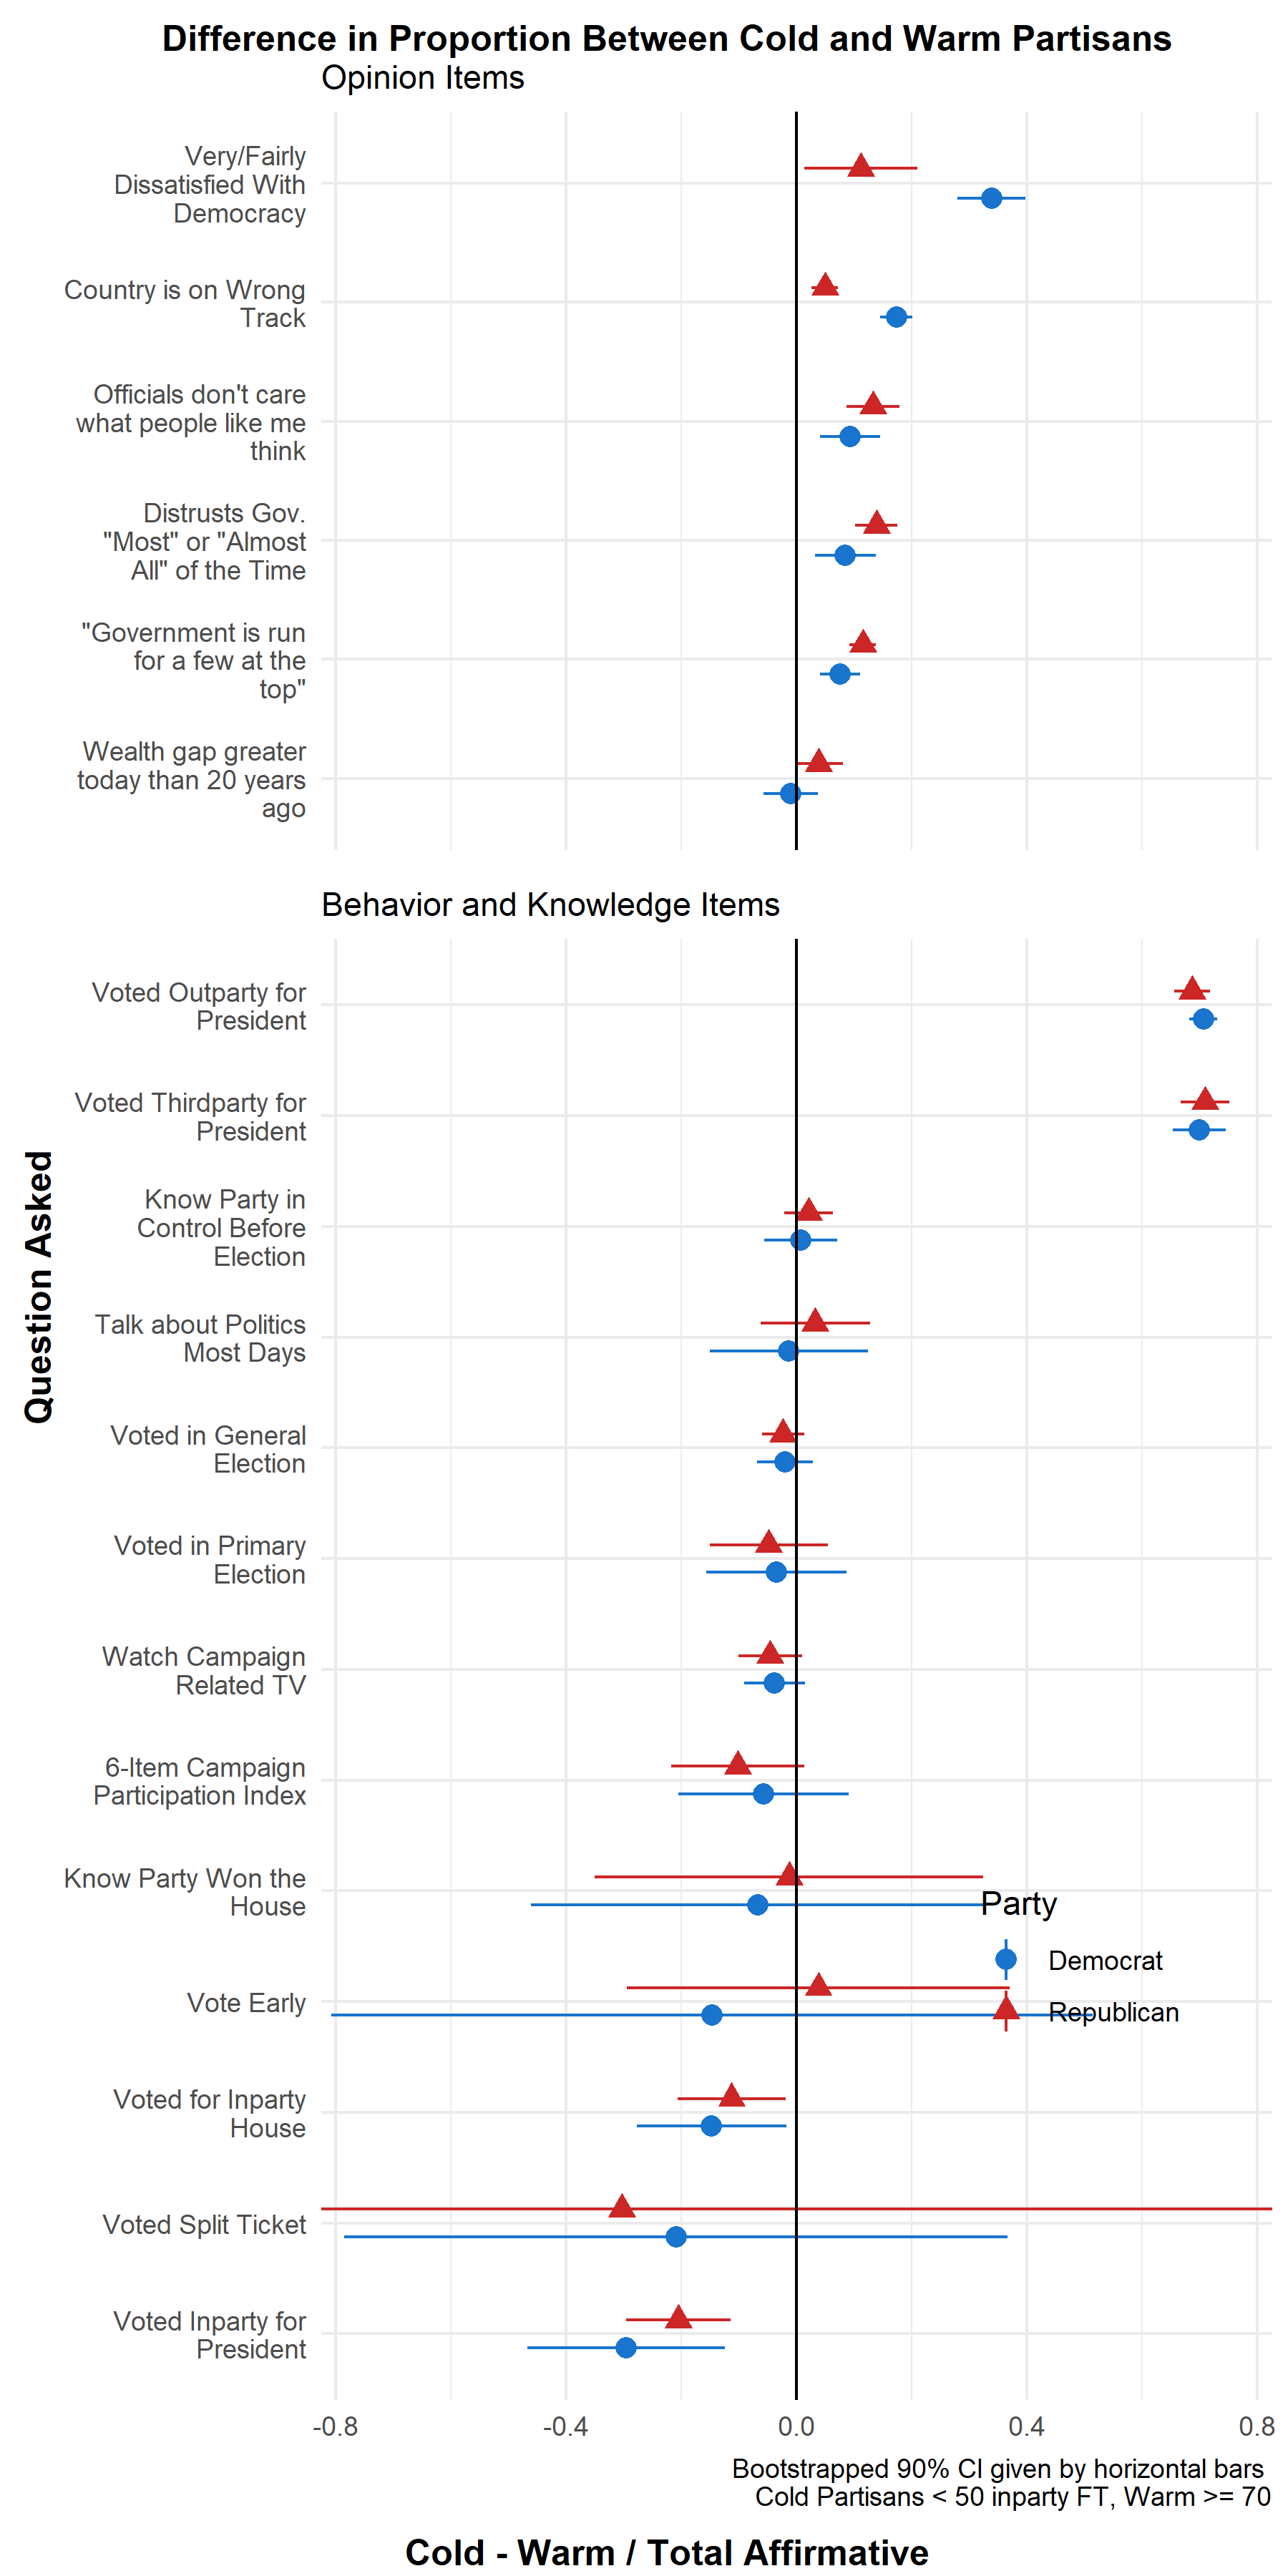 Difference in Proportion Between Cold and Warm Partisans
Opinion Items
Very/Fairly
Dissatisfied With
Democracy
Country is on Wrong
Track
Officials don't care
what people like me
think
Distrusts Gov.
"Most" or "Almost
All" of the Time
"Government is run
for a few at the
top"
Wealth gap greater
today than 20 years
ago
Behavior and Knowledge Items
Question Asked
Voted Outparty for
President
Voted Thirdparty for
President
Know Party in
Control Before
Election
Talk about Politics
Most Days
Voted in General
Election
Voted in Primary
Election
Watch Campaign
Related TV
6-Item Campaign
Participation Index
Know Party Won the
House
Vote Early
Voted for Inparty
House
Voted Split Ticket
Voted Inparty for
President
Party
Democrat
Republican
-0.8 -0.4 0.0 0.4 0.8
Bootstrapped 90% CI given by horizontal bars
Cold Partisans < 50 inparty FT, Warm >= 70
Cold - Warm / Total Affirmative